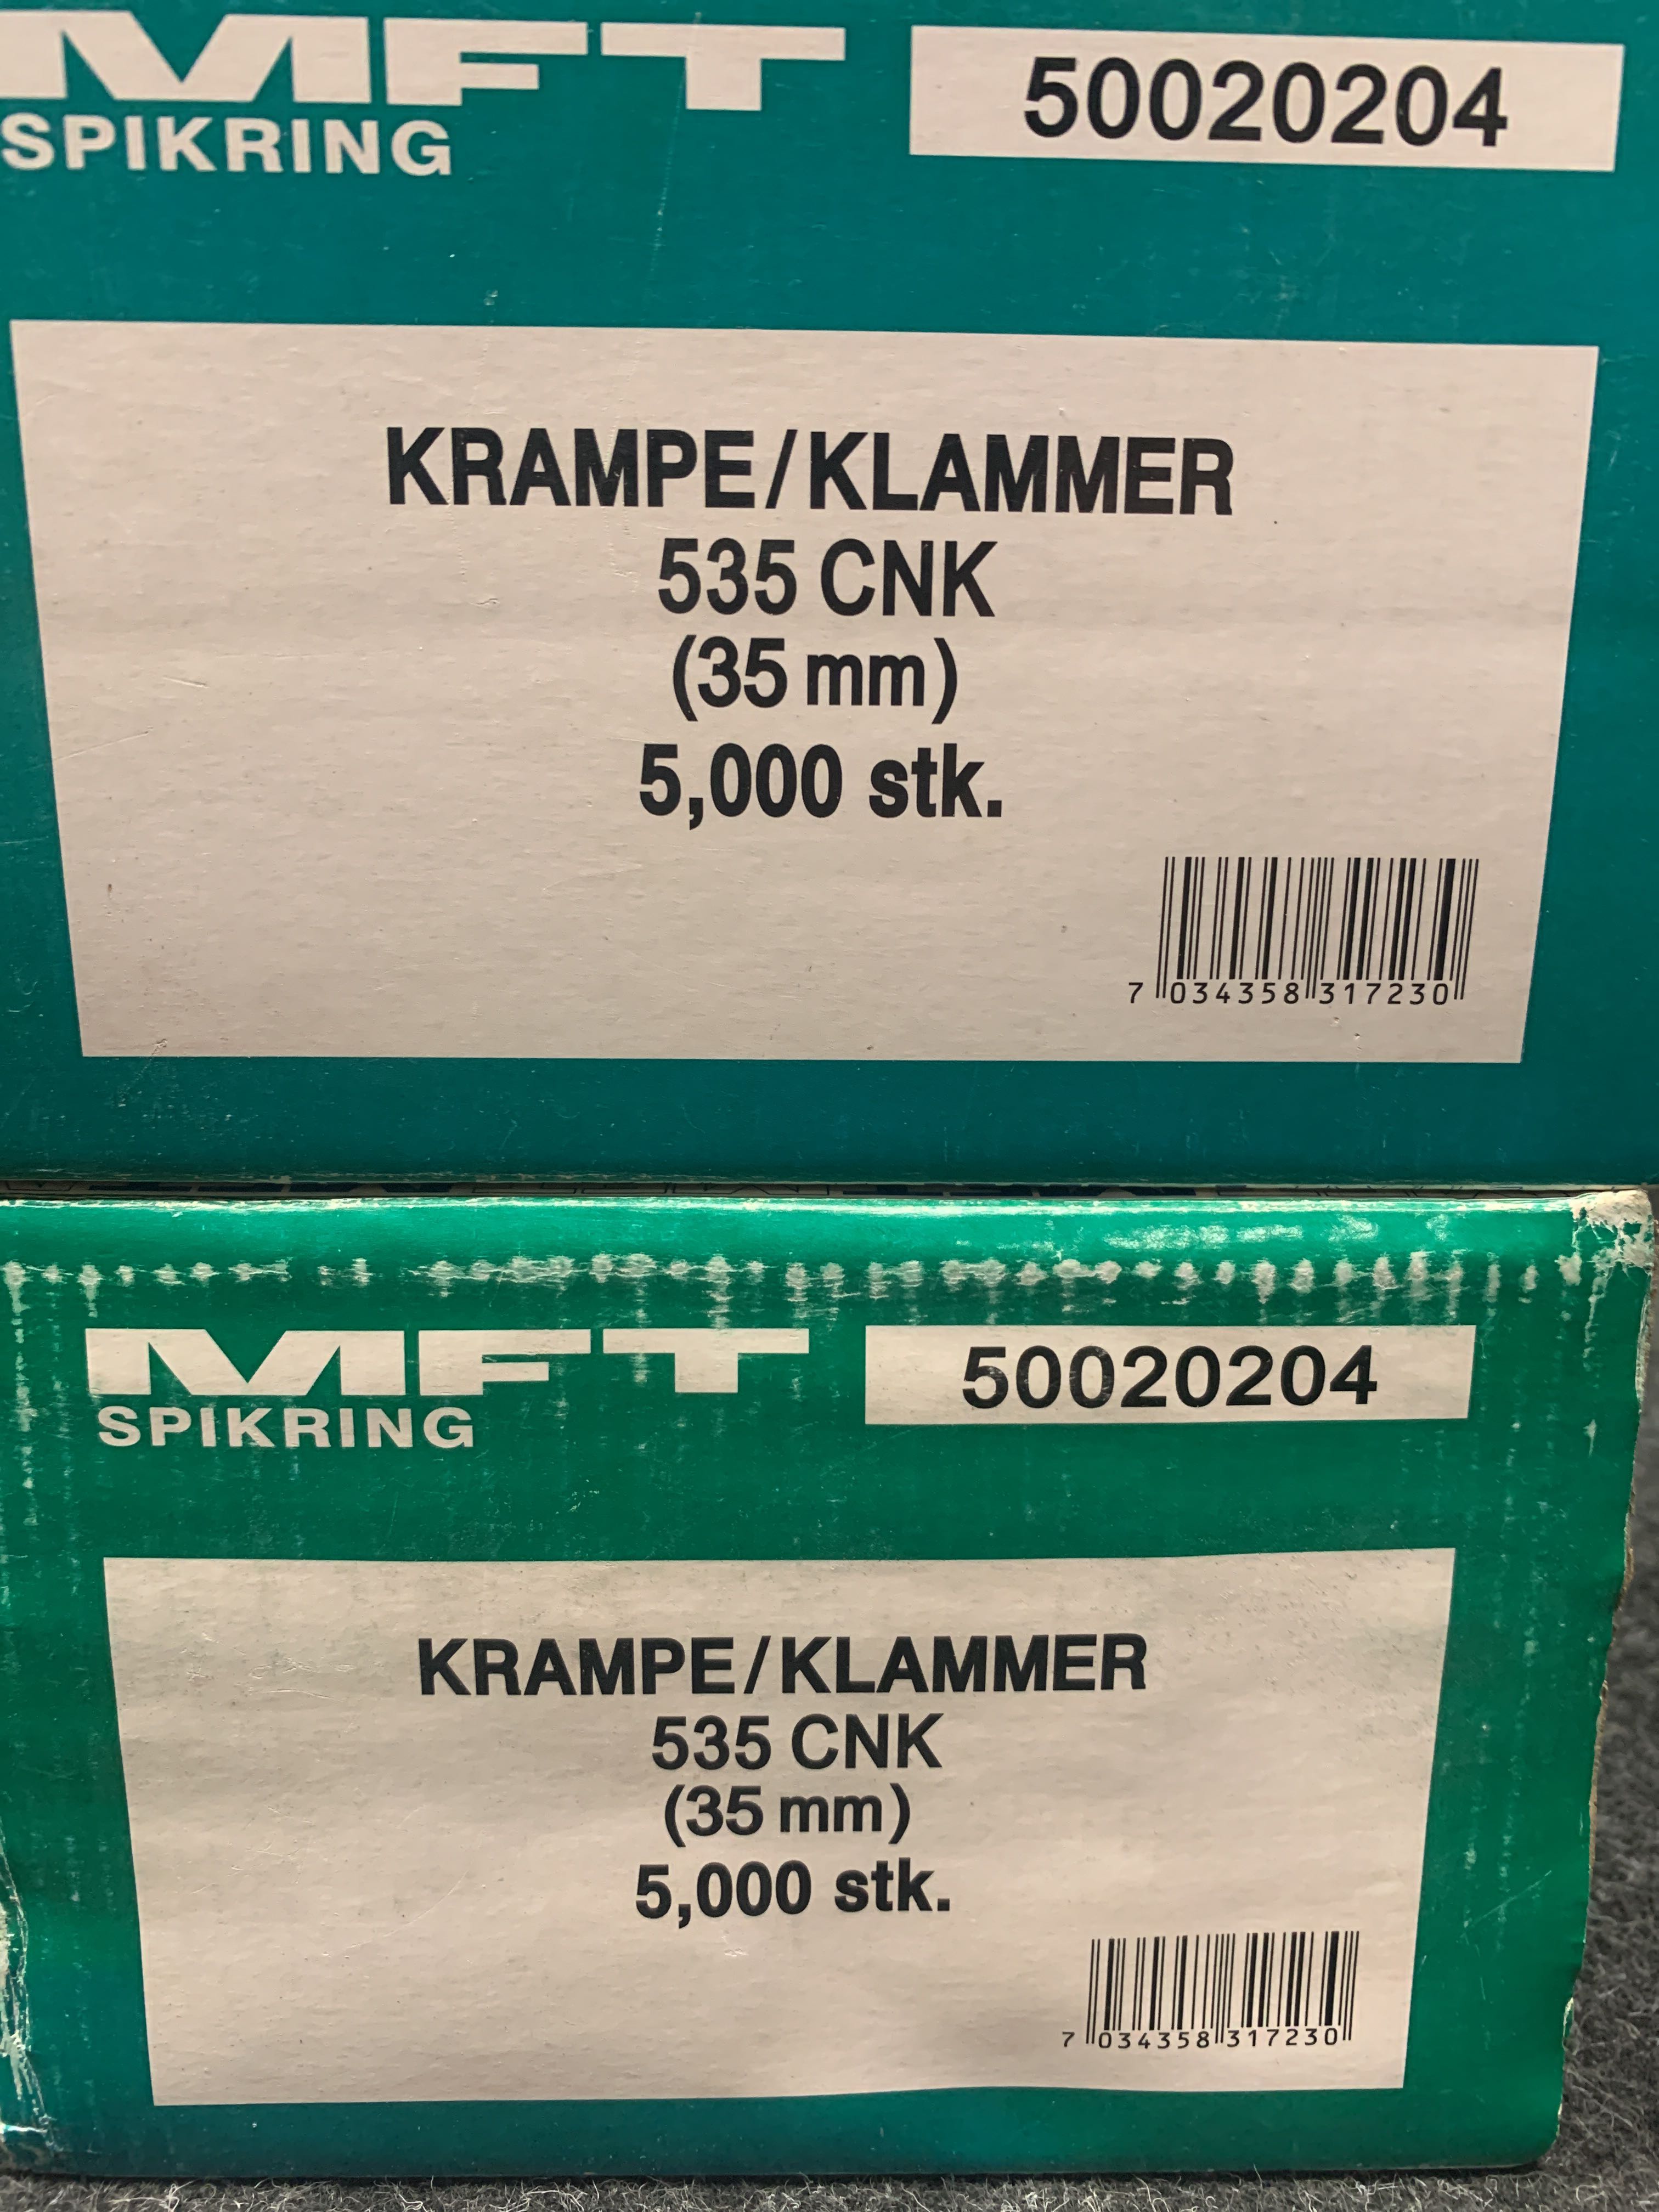 MFT
SPIKRING
50020204
KRAMPE/KLAMMER
535 CNK
(35 mm)
5,000 stk.
7 034358 317230
MFT
SPIKRING
50020204
KRAMPE/KLAMMER
535 CNK
(35 mm)
5,000 stk.
7 034358 317230